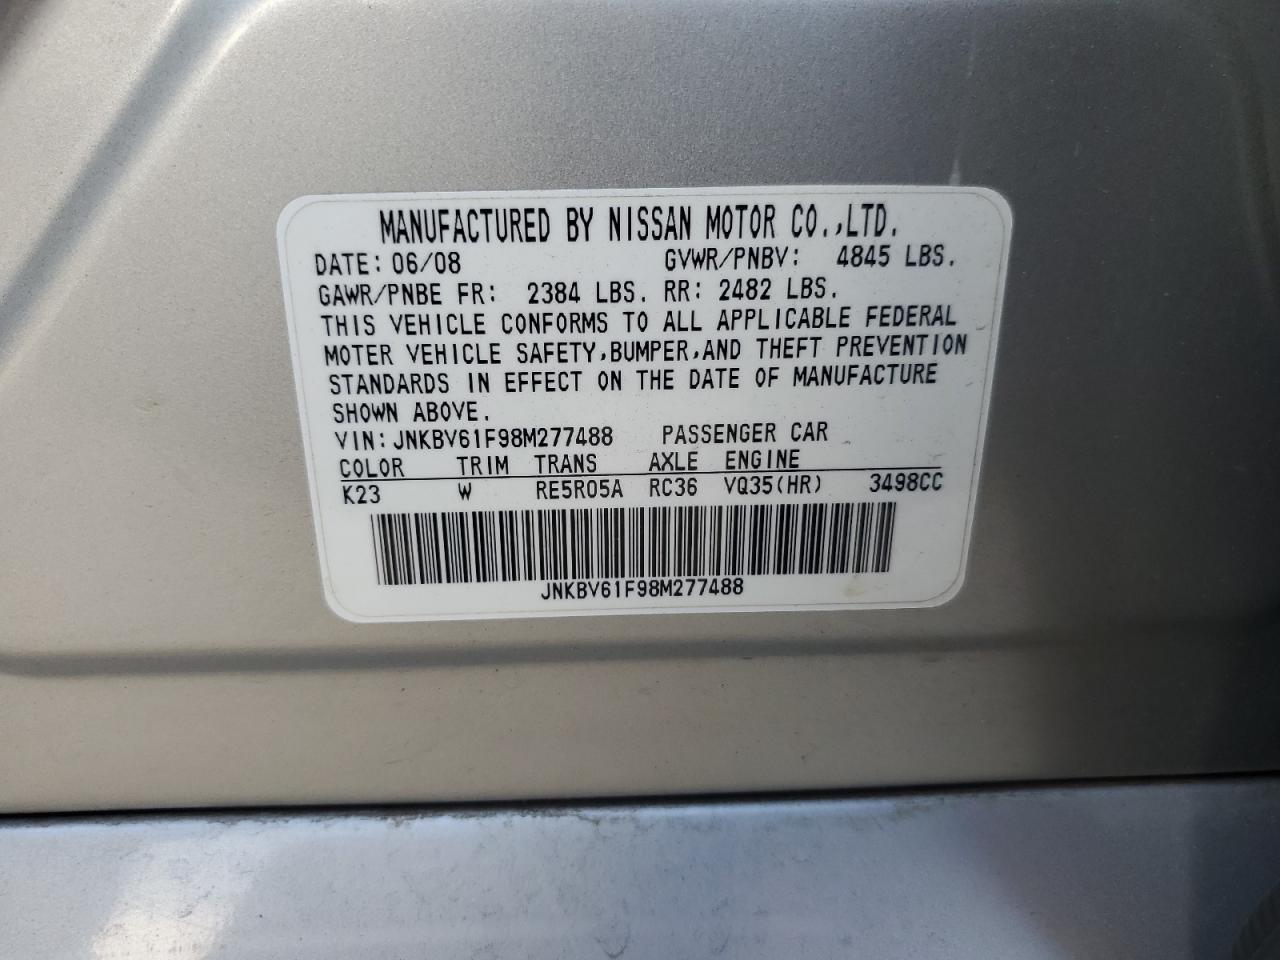 MANUFACTURED BY NISSAN MOTOR CO.,LTD.
DATE: 06/08 GVWR/PNBV: 4845 LBS.
GAWR/PNBE FR: 2384 LBS. RR: 2482 LBS.
THIS VEHICLE CONFORMS TO ALL APPLICABLE FEDERAL
MOTER VEHICLE SAFETY,BUMPER,AND THEFT PREVENTION
STANDARDS IN EFFECT ON THE DATE OF MANUFACTURE
SHOWN ABOVE.
VIN:JNKBV61F98M277488 PASSENGER CAR
COLOR TRIM TRANS AXLE ENGINE
K23 W RE5R05A RC36 VQ35(HR) 3498CC
JNKBV61F98M277488